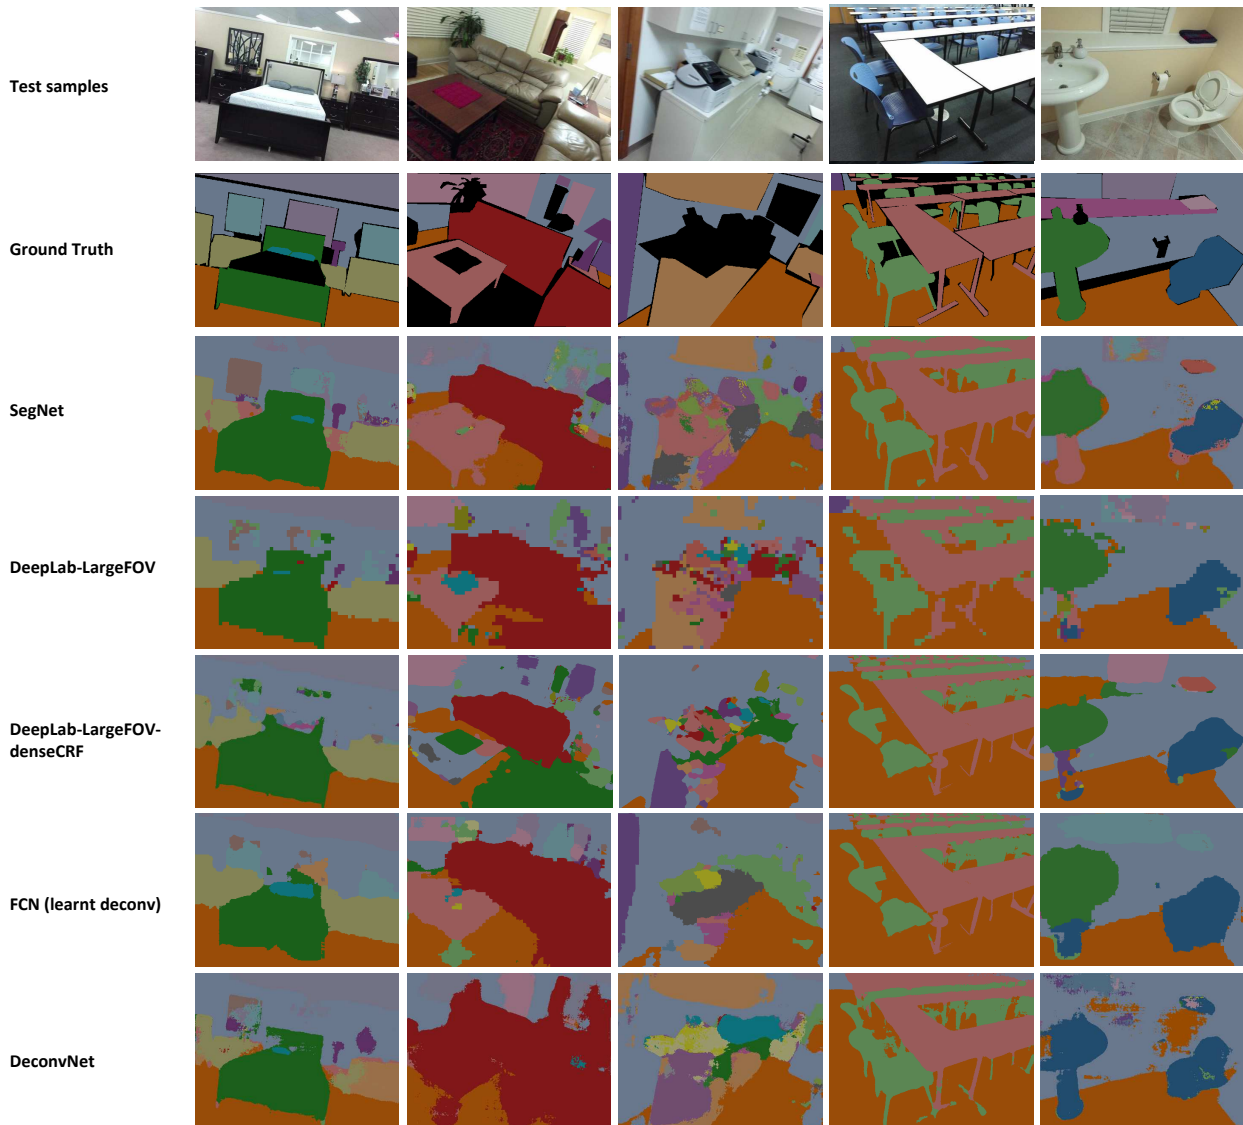 Test samples
Ground Truth
SegNet
DeepLab-LargeFOV
DeepLab-LargeFOV-
denseCRF
FCN (learnt deconv)
DeconvNet